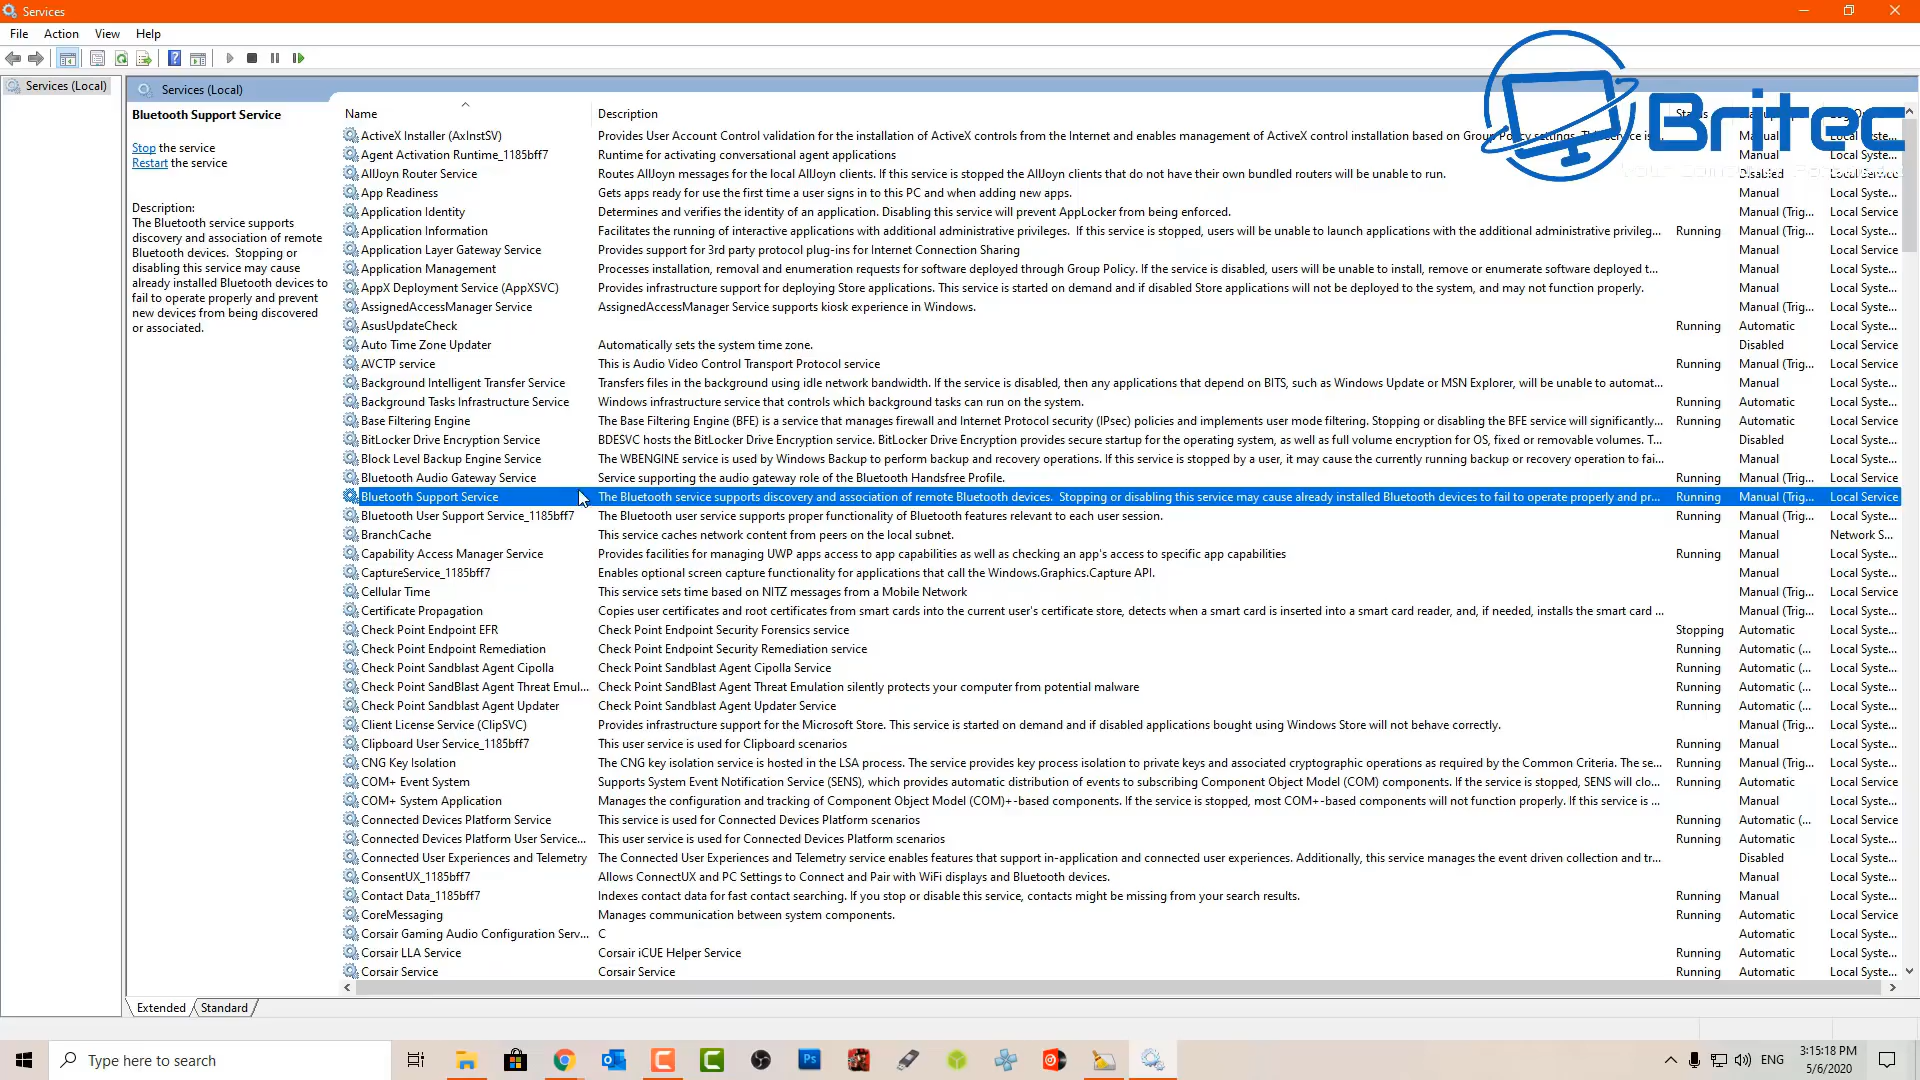 Services
File Action View Help
Services (Local)
Services (Local)
Bluetooth Support Service
Stop the service
Restart the service
Description:
The Bluetooth service supports
discovery and association of remote
Bluetooth devices.  Stopping or
disabling this service may cause
already installed Bluetooth devices to
fail to operate properly and prevent
new devices from being discovered
or associated.
Name Description
ActiveX Installer (AxInstSV) Provides User Account Control validation for the installation of ActiveX controls from the Internet and enables management of ActiveX control installation based on Group Policy settings. This service is... Manual Local Syste...
Agent Activation Runtime_1185bff7 Runtime for activating conversational agent applications Manual Local Syste...
AllJoyn Router Service Routes AllJoyn messages for the local AllJoyn clients. If this service is stopped the AllJoyn clients that do not have their own bundled routers will be unable to run. Disabled Local Service
App Readiness Gets apps ready for use the first time a user signs in to this PC and when adding new apps. Manual Local Syste...
Application Identity Determines and verifies the identity of an application. Disabling this service will prevent AppLocker from being enforced. Manual (Trig... Local Service
Application Information Facilitates the running of interactive applications with additional administrative privileges.  If this service is stopped, users will be unable to launch applications with the additional administrative privileg... Running Manual (Trig... Local Syste...
Application Layer Gateway Service Provides support for 3rd party protocol plug-ins for Internet Connection Sharing Manual Local Service
Application Management Processes installation, removal and enumeration requests for software deployed through Group Policy. If the service is disabled, users will be unable to install, remove or enumerate software deployed t... Manual Local Syste...
AppX Deployment Service (AppXSVC) Provides infrastructure support for deploying Store applications. This service is started on demand and if disabled Store applications will not be deployed to the system, and may not function properly. Manual Local Syste...
AssignedAccessManager Service AssignedAccessManager Service supports kiosk experience in Windows. Manual (Trig... Local Syste...
AsusUpdateCheck Running Automatic Local Syste...
Auto Time Zone Updater Automatically sets the system time zone. Disabled Local Service
AVCTP service This is Audio Video Control Transport Protocol service Running Manual (Trig... Local Service
Background Intelligent Transfer Service Transfers files in the background using idle network bandwidth. If the service is disabled, then any applications that depend on BITS, such as Windows Update or MSN Explorer, will be unable to automat... Manual Local Syste...
Background Tasks Infrastructure Service Windows infrastructure service that controls which background tasks can run on the system. Running Automatic Local Syste...
Base Filtering Engine The Base Filtering Engine (BFE) is a service that manages firewall and Internet Protocol security (IPsec) policies and implements user mode filtering. Stopping or disabling the BFE service will significantly... Running Automatic Local Service
BitLocker Drive Encryption Service BDESVC hosts the BitLocker Drive Encryption service. BitLocker Drive Encryption provides secure startup for the operating system, as well as full volume encryption for OS, fixed or removable volumes. T... Disabled Local Syste...
Block Level Backup Engine Service The WBENGINE service is used by Windows Backup to perform backup and recovery operations. If this service is stopped by a user, it may cause the currently running backup or recovery operation to fai... Manual Local Syste...
Bluetooth Audio Gateway Service Service supporting the audio gateway role of the Bluetooth Handsfree Profile. Running Manual (Trig... Local Service
Bluetooth Support Service The Bluetooth service supports discovery and association of remote Bluetooth devices.  Stopping or disabling this service may cause already installed Bluetooth devices to fail to operate properly and pr... Running Manual (Trig... Local Service
Bluetooth User Support Service_1185bff7 The Bluetooth user service supports proper functionality of Bluetooth features relevant to each user session. Running Manual (Trig... Local Syste...
BranchCache This service caches network content from peers on the local subnet. Manual Network S...
Capability Access Manager Service Provides facilities for managing UWP apps access to app capabilities as well as checking an app's access to specific app capabilities Running Manual Local Syste...
CaptureService_1185bff7 Enables optional screen capture functionality for applications that call the Windows.Graphics.Capture API. Manual Local Syste...
Cellular Time This service sets time based on NITZ messages from a Mobile Network Manual (Trig... Local Service
Certificate Propagation Copies user certificates and root certificates from smart cards into the current user's certificate store, detects when a smart card is inserted into a smart card reader, and, if needed, installs the smart card ... Manual (Trig... Local Syste...
Check Point Endpoint EFR Check Point Endpoint Security Forensics service Stopping Automatic Local Syste...
Check Point Endpoint Remediation Check Point Endpoint Security Remediation service Running Automatic (... Local Syste...
Check Point Sandblast Agent Cipolla Check Point Sandblast Agent Cipolla Service Running Automatic (... Local Syste...
Check Point SandBlast Agent Threat Emul... Check Point SandBlast Agent Threat Emulation silently protects your computer from potential malware Running Automatic (... Local Syste...
Check Point Sandblast Agent Updater Check Point Sandblast Agent Updater Service Running Automatic (... Local Syste...
Client License Service (ClipSVC) Provides infrastructure support for the Microsoft Store. This service is started on demand and if disabled applications bought using Windows Store will not behave correctly. Manual (Trig... Local Syste...
Clipboard User Service_1185bff7 This user service is used for Clipboard scenarios Running Manual Local Syste...
CNG Key Isolation The CNG key isolation service is hosted in the LSA process. The service provides key process isolation to private keys and associated cryptographic operations as required by the Common Criteria. The se... Running Manual (Trig... Local Syste...
COM+ Event System Supports System Event Notification Service (SENS), which provides automatic distribution of events to subscribing Component Object Model (COM) components. If the service is stopped, SENS will clo... Running Automatic Local Service
COM+ System Application Manages the configuration and tracking of Component Object Model (COM)+-based components. If the service is stopped, most COM+-based components will not function properly. If this service is ... Manual Local Syste...
Connected Devices Platform Service This service is used for Connected Devices Platform scenarios Running Automatic (... Local Service
Connected Devices Platform User Service... This user service is used for Connected Devices Platform scenarios Running Automatic Local Syste...
Connected User Experiences and Telemetry The Connected User Experiences and Telemetry service enables features that support in-application and connected user experiences. Additionally, this service manages the event driven collection and tr... Disabled Local Syste...
ConsentUX_1185bff7 Allows ConnectUX and PC Settings to Connect and Pair with WiFi displays and Bluetooth devices. Manual Local Syste...
Contact Data_1185bff7 Indexes contact data for fast contact searching. If you stop or disable this service, contacts might be missing from your search results. Running Manual Local Syste...
CoreMessaging Manages communication between system components. Running Automatic Local Service
Corsair Gaming Audio Configuration Serv... C Automatic Local Syste...
Corsair LLA Service Corsair iCUE Helper Service Running Automatic Local Syste...
Corsair Service Corsair Service Running Automatic Local Syste...
Extended Standard
Britec
Type here to search
Ps
ENG
3:15:18 PM
5/6/2020